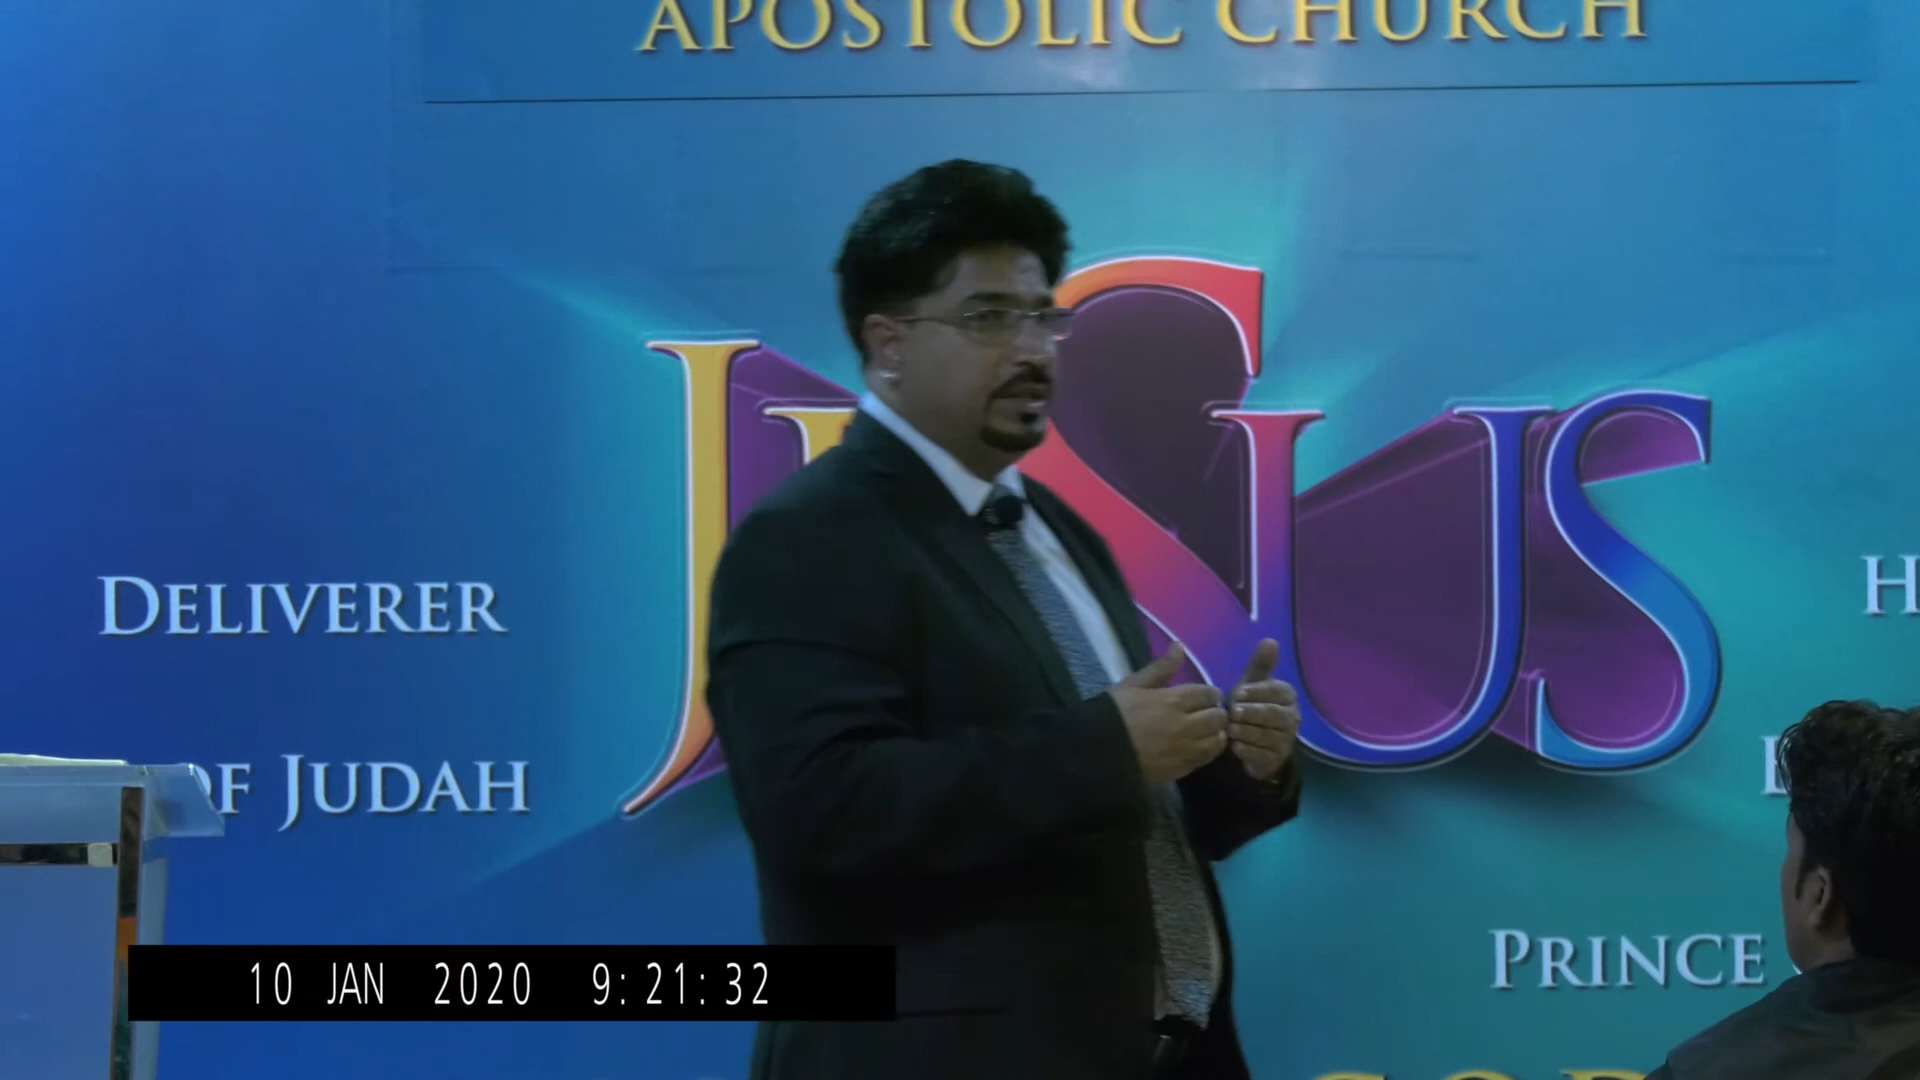 APOSTOLIC CHURCH
JESUS
DELIVERER
OF JUDAH
PRINCE
10 JAN 2020 9:21:32